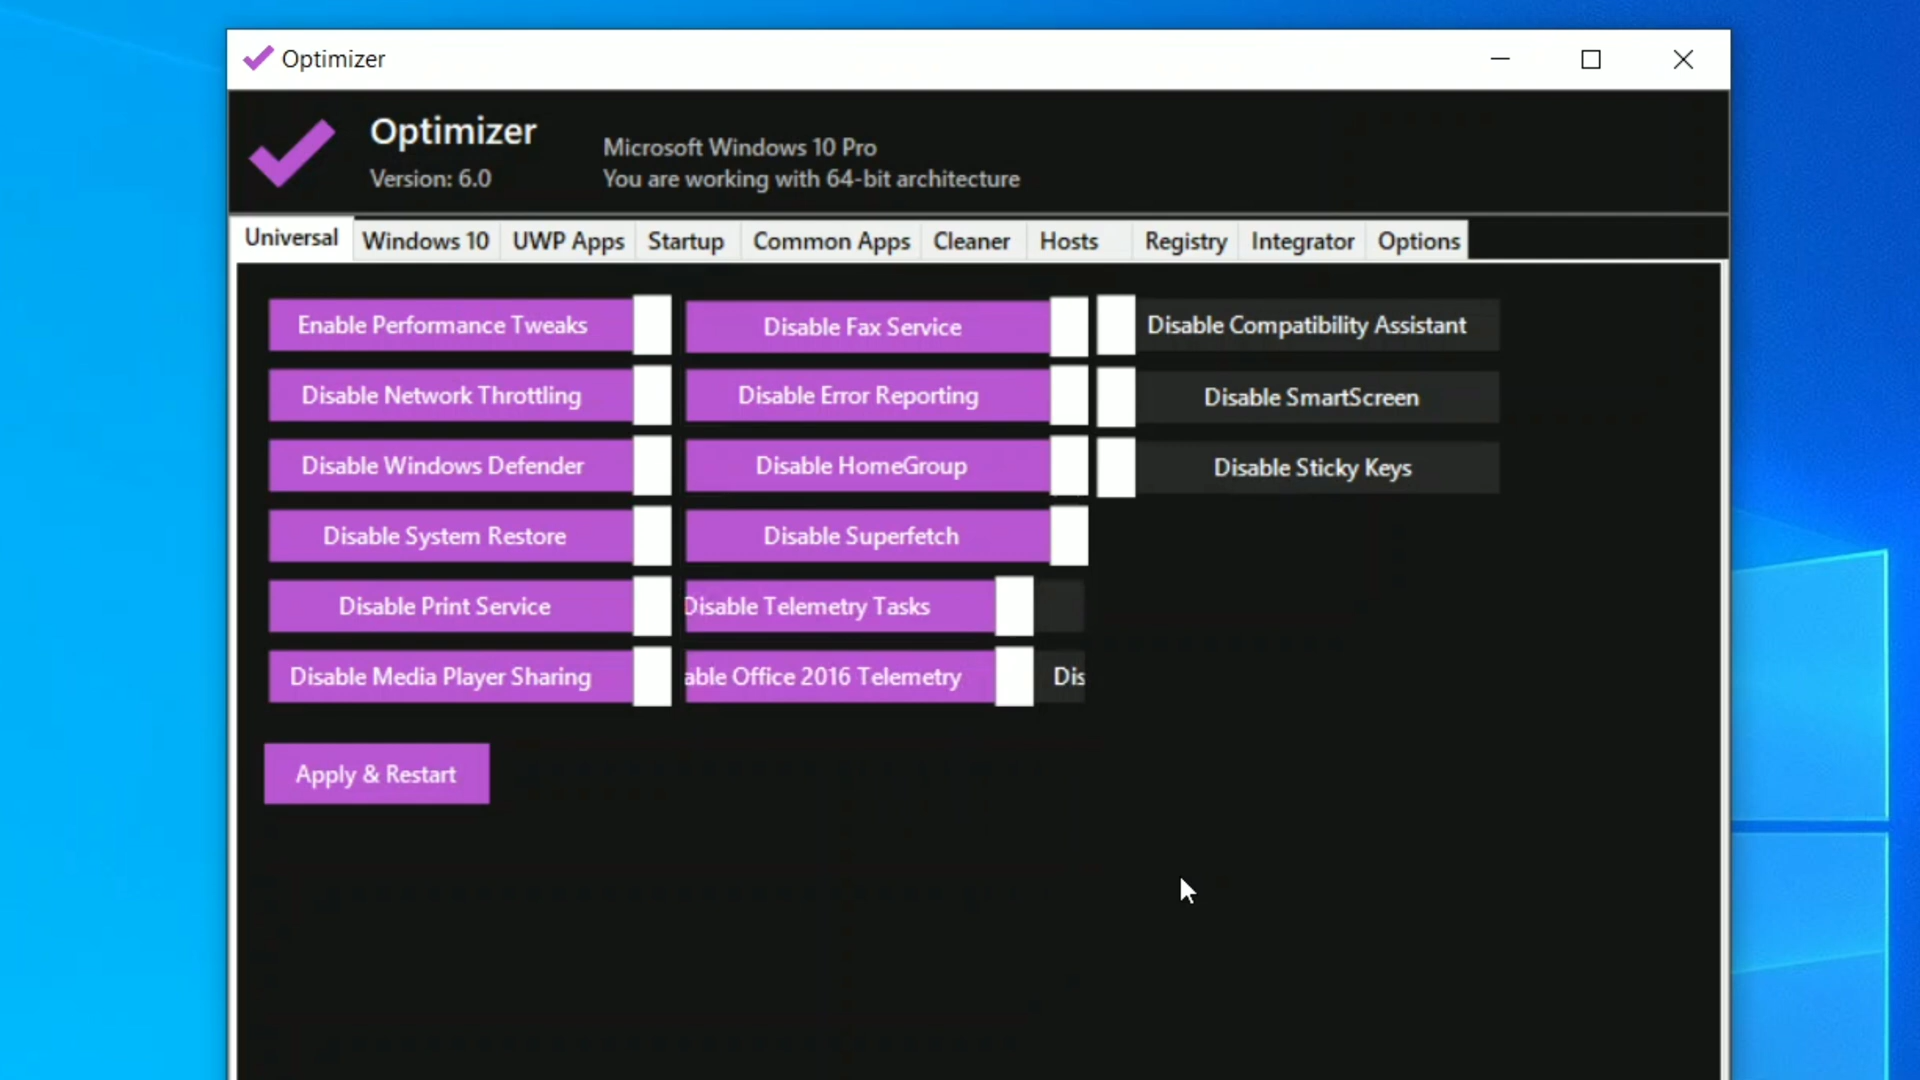 Optimizer
Optimizer
Version: 6.0
Microsoft Windows 10 Pro
You are working with 64-bit architecture
Universal Windows 10 UWP Apps Startup Common Apps Cleaner Hosts Registry Integrator Options
Enable Performance Tweaks
Disable Network Throttling
Disable Windows Defender
Disable System Restore
Disable Print Service
Disable Media Player Sharing
Disable Fax Service
Disable Error Reporting
Disable HomeGroup
Disable Superfetch
Disable Telemetry Tasks
able Office 2016 Telemetry Dis
Disable Compatibility Assistant
Disable SmartScreen
Disable Sticky Keys
Apply & Restart